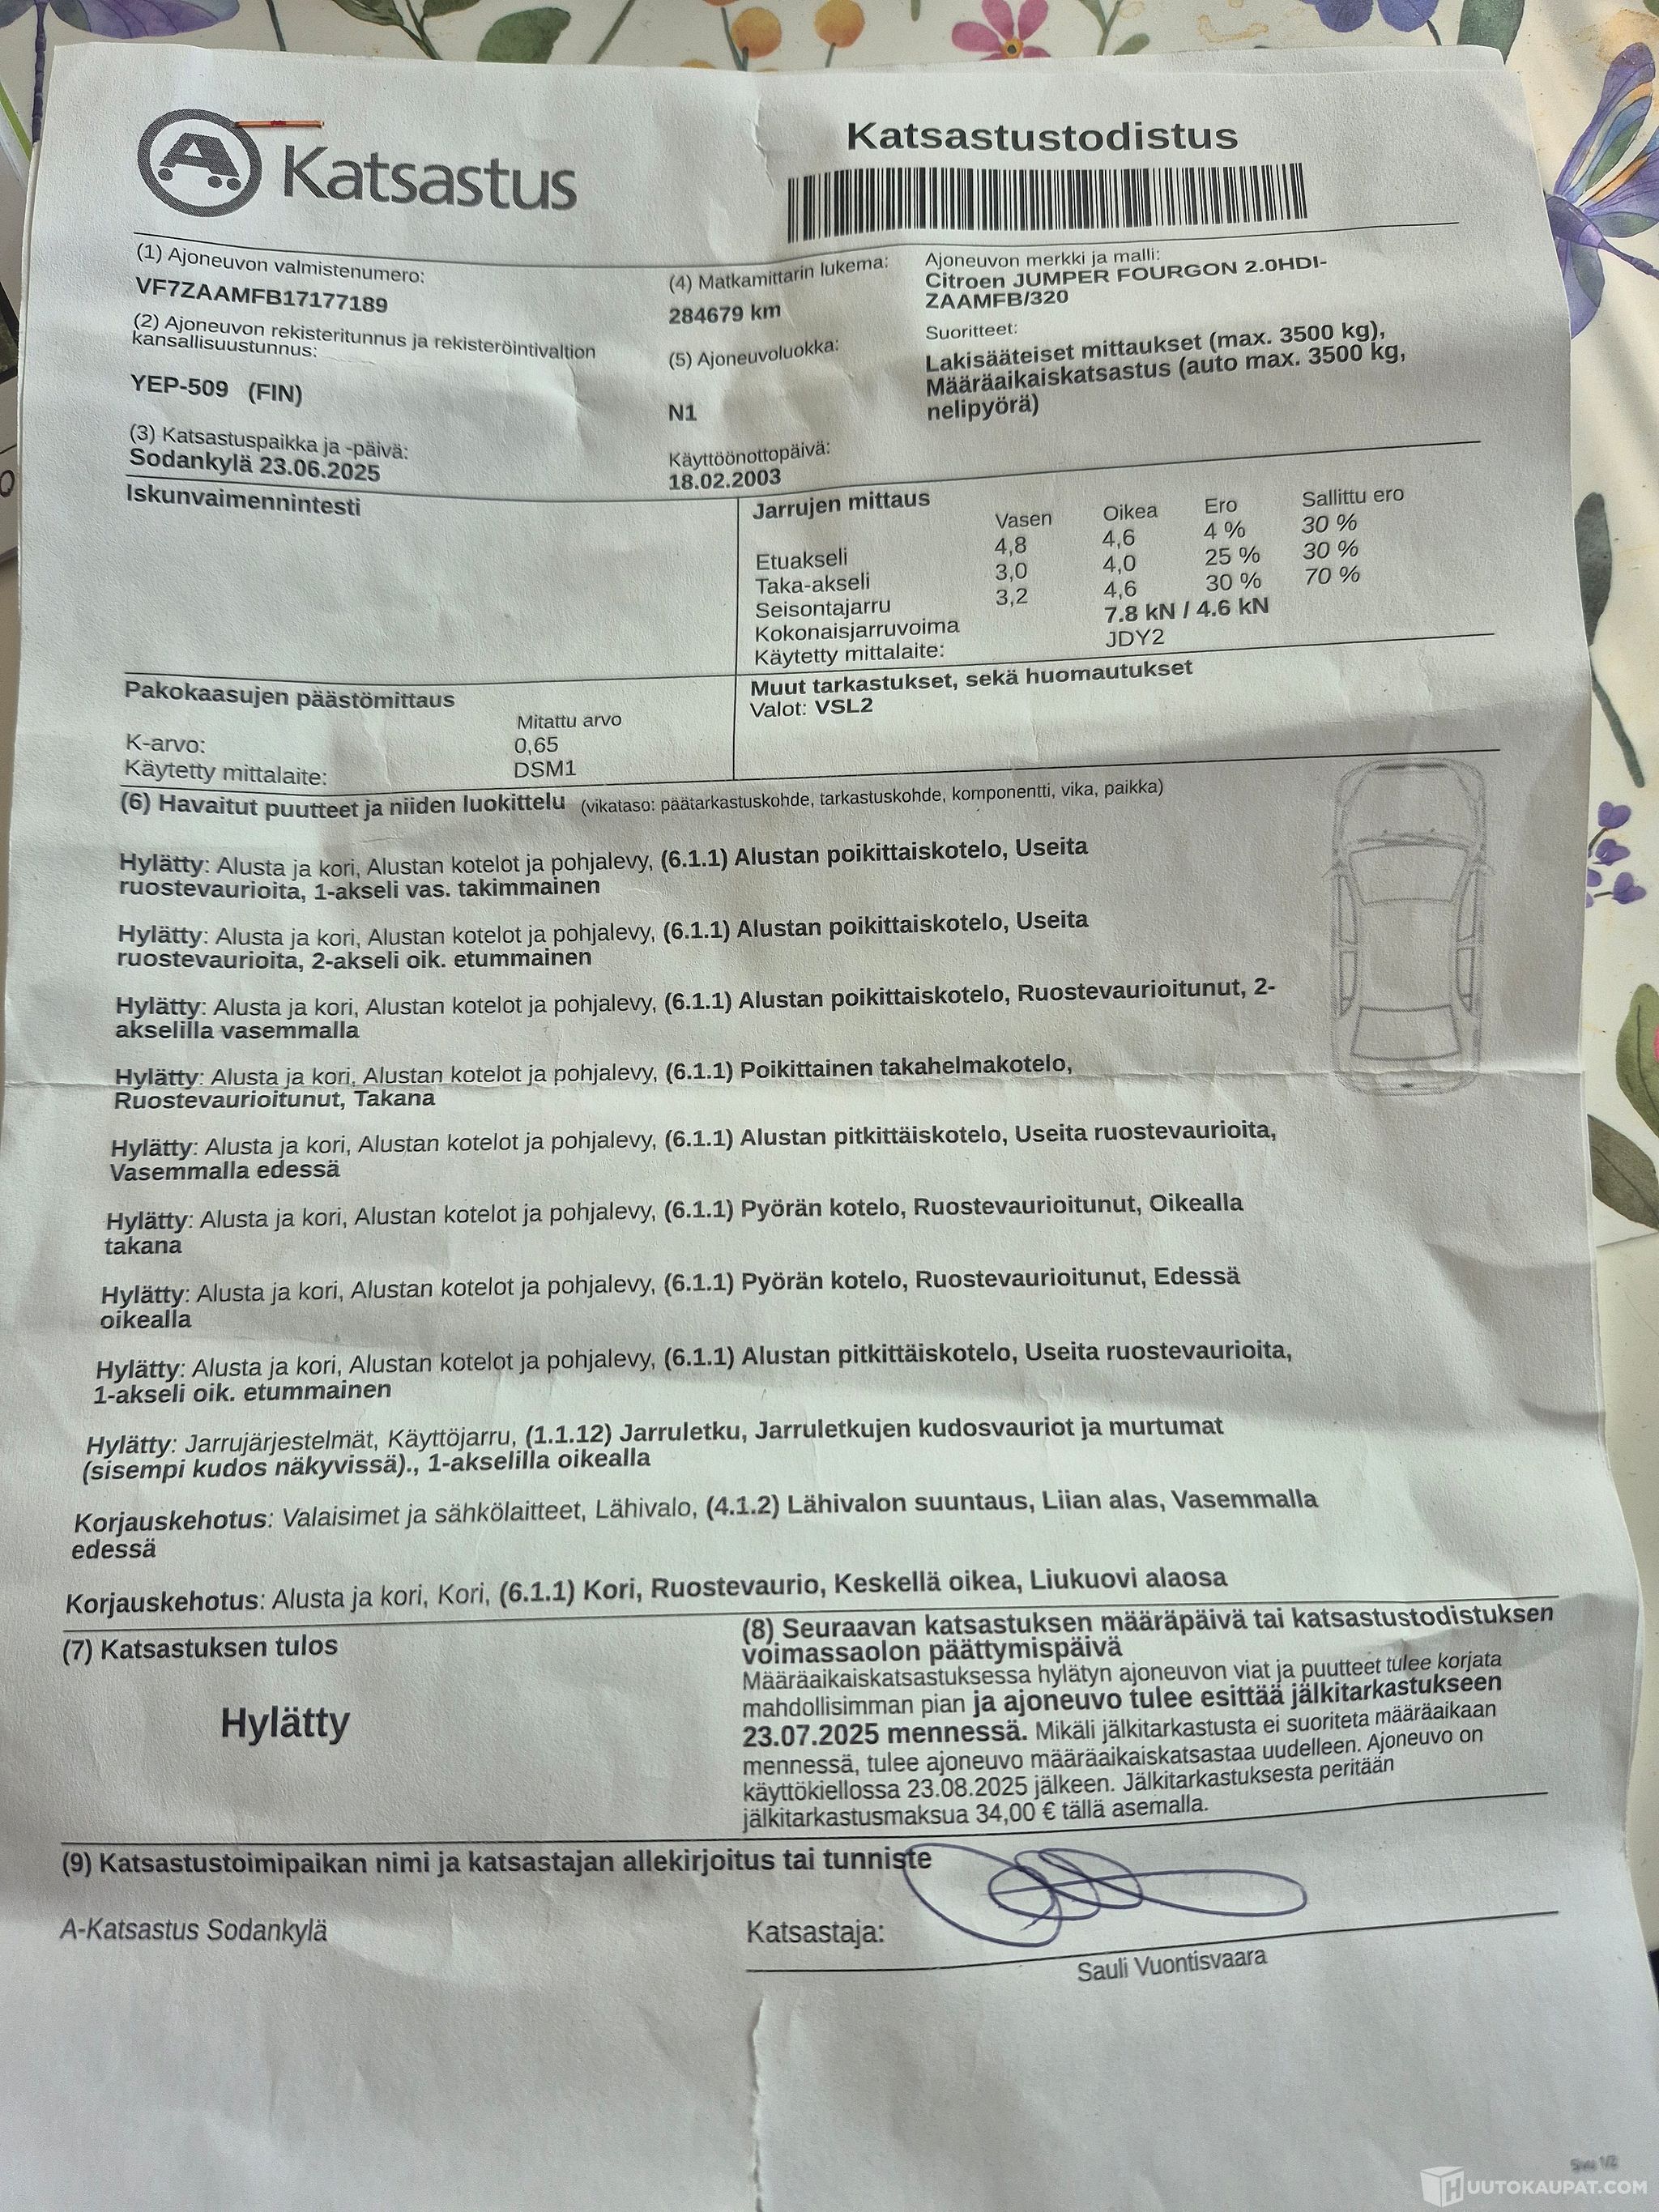 Katsastus
Katsastustodistus
(1) Ajoneuvon valmistenumero:
VF7ZAAMFB17177189
(2) Ajoneuvon rekisteritunnus ja rekisteröintivaltion
kansallisuustunnus:
YEP-509 (FIN)
(3) Katsastuspaikka ja -päivä:
Sodankylä 23.06.2025
(4) Matkamittarin lukema:
284679 km
(5) Ajoneuvoluokka:
N1
Käyttöönottopäivä:
18.02.2003
Ajoneuvon merkki ja malli:
Citroen JUMPER FOURGON 2.0HDI-
ZAAMFB/320
Suoritteet:
Lakisääteiset mittaukset (max. 3500 kg),
Määräaikaiskatsastus (auto max. 3500 kg,
nelipyörä)
Iskunvaimennintesti
Jarrujen mittaus
Vasen Oikea Ero Sallittu ero
Etuakseli 4,8 4,6 4 % 30 %
Taka-akseli 3,0 4,0 25 % 30 %
Seisontajarru 3,2 4,6 30 % 70 %
Kokonaisjarruvoima 7.8 kN / 4.6 kN
Käytetty mittalaite: JDY2
Pakokaasujen päästömittaus
Mitattu arvo
K-arvo: 0,65
Käytetty mittalaite: DSM1
Muut tarkastukset, sekä huomautukset
Valot: VSL2
(6) Havaitut puutteet ja niiden luokittelu (vikataso: päätarkastuskohde, tarkastuskohde, komponentti, vika, paikka)
Hylätty: Alusta ja kori, Alustan kotelot ja pohjalevy, (6.1.1) Alustan poikittaiskotelo, Useita
ruostevaurioita, 1-akseli vas. takimmainen
Hylätty: Alusta ja kori, Alustan kotelot ja pohjalevy, (6.1.1) Alustan poikittaiskotelo, Useita
ruostevaurioita, 2-akseli oik. etummainen
Hylätty: Alusta ja kori, Alustan kotelot ja pohjalevy, (6.1.1) Alustan poikittaiskotelo, Ruostevaurioitunut, 2-
akselilla vasemmalla
Hylätty: Alusta ja kori, Alustan kotelot ja pohjalevy, (6.1.1) Poikittainen takahelmakotelo,
Ruostevaurioitunut, Takana
Hylätty: Alusta ja kori, Alustan kotelot ja pohjalevy, (6.1.1) Alustan pitkittäiskotelo, Useita ruostevaurioita,
Vasemmalla edessä
Hylätty: Alusta ja kori, Alustan kotelot ja pohjalevy, (6.1.1) Pyörän kotelo, Ruostevaurioitunut, Oikealla
takana
Hylätty: Alusta ja kori, Alustan kotelot ja pohjalevy, (6.1.1) Pyörän kotelo, Ruostevaurioitunut, Edessä
oikealla
Hylätty: Alusta ja kori, Alustan kotelot ja pohjalevy, (6.1.1) Alustan pitkittäiskotelo, Useita ruostevaurioita,
1-akseli oik. etummainen
Hylätty: Jarrujärjestelmät, Käyttöjarru, (1.1.12) Jarruletku, Jarruletkujen kudosvauriot ja murtumat
(sisempi kudos näkyvissä)., 1-akselilla oikealla
Korjauskehotus: Valaisimet ja sähkölaitteet, Lähivalo, (4.1.2) Lähivalon suuntaus, Liian alas, Vasemmalla
edessä
Korjauskehotus: Alusta ja kori, Kori, (6.1.1) Kori, Ruostevaurio, Keskellä oikea, Liukuovi alaosa
(7) Katsastuksen tulos
Hylätty
(8) Seuraavan katsastuksen määräpäivä tai katsastustodistuksen
voimassaolon päättymispäivä
Määräaikaiskatsastuksessa hylätyn ajoneuvon viat ja puutteet tulee korjata
mahdollisimman pian ja ajoneuvo tulee esittää jälkitarkastukseen
23.07.2025 mennessä. Mikäli jälkitarkastusta ei suoriteta määräaikaan
mennessä, tulee ajoneuvo määräaikaiskatsastaa uudelleen. Ajoneuvo on
käyttökiellossa 23.08.2025 jälkeen. Jälkitarkastuksesta peritään
jälkitarkastusmaksua 34,00 € tällä asemalla.
(9) Katsastustoimipaikan nimi ja katsastajan allekirjoitus tai tunniste
A-Katsastus Sodankylä
Katsastaja:
Sauli Vuontisvaara
Sivu 1/2
HUUTOKAUPAT.COM